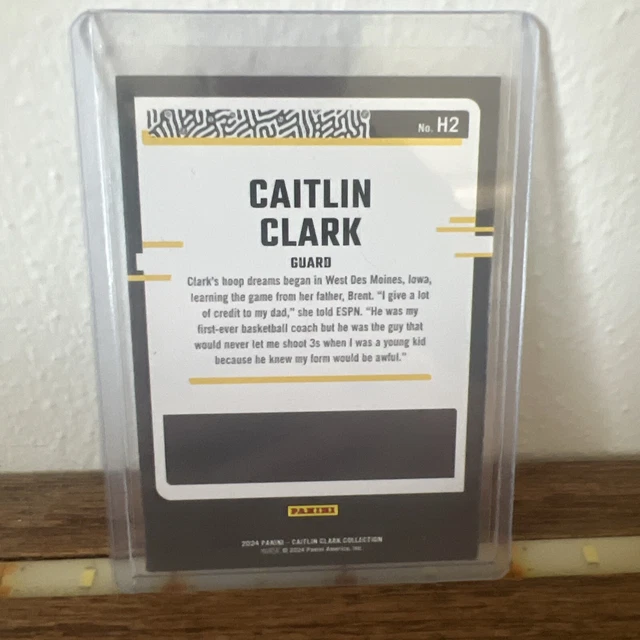 No. H2
CAITLIN
CLARK
GUARD
Clark's hoop dreams began in West Des Moines, Iowa,
learning the game from her father, Brent. "I give a lot
of credit to my dad," she told ESPN. "He was my
first-ever basketball coach but he was the guy that
would never let me shoot 3s when I was a young kid
because he knew my form would be awful."
PANINI
2024 PANINI - CAITLIN CLARK COLLECTION
© 2024 Panini America, Inc.